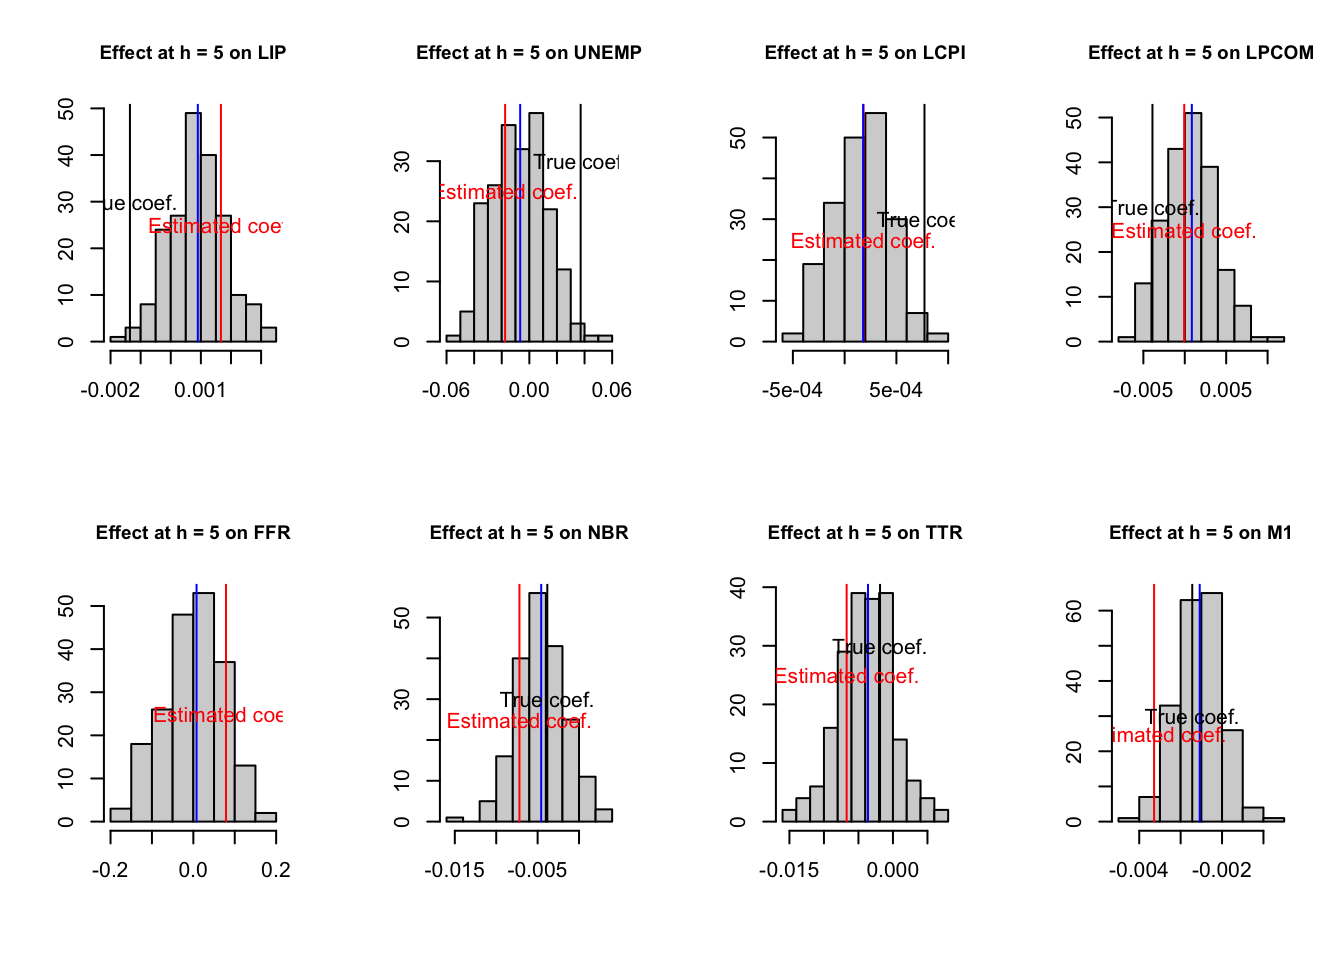 Effect at h = 5 on LIP
50
40
30
20
10
0
ue coef.
Estimated coef
-0.002 0.001
Effect at h = 5 on UNEMP
30
20
10
0
True coef
Estimated coef.
-0.06 0.00 0.06
Effect at h = 5 on LCPI
50
30
10
0
True coe
Estimated coef.
-5e-04 5e-04
Effect at h = 5 on LPCOM
50
40
30
20
10
0
True coef.
Estimated coef.
-0.005 0.005
Effect at h = 5 on FFR
50
40
30
20
10
0
Estimated coe
-0.2 0.0 0.2
Effect at h = 5 on NBR
50
30
10
0
True coef.
Estimated coef.
-0.015 -0.005
Effect at h = 5 on TTR
40
30
20
10
0
True coef.
Estimated coef.
-0.015 0.000
Effect at h = 5 on M1
60
40
20
0
True coef.
imated coef.
-0.004 -0.002